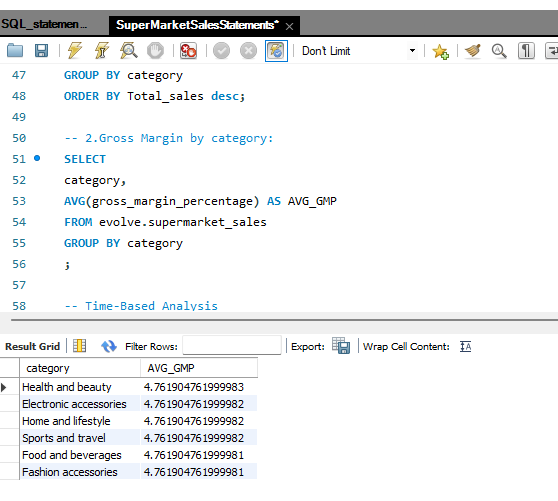 SQL_statemen... SuperMarketSalesStatements* ×
Don't Limit
47 GROUP BY category
48 ORDER BY Total_sales desc;
49
50 -- 2.Gross Margin by category:
51 SELECT
52 category,
53 AVG(gross_margin_percentage) AS AVG_GMP
54 FROM evolve.supermarket_sales
55 GROUP BY category
56 ;
57
58 -- Time-Based Analysis
Result Grid Filter Rows: Export: Wrap Cell Content: IA
category AVG_GMP
Health and beauty 4.761904761999983
Electronic accessories 4.761904761999982
Home and lifestyle 4.761904761999982
Sports and travel 4.761904761999982
Food and beverages 4.761904761999981
Fashion accessories 4.761904761999981